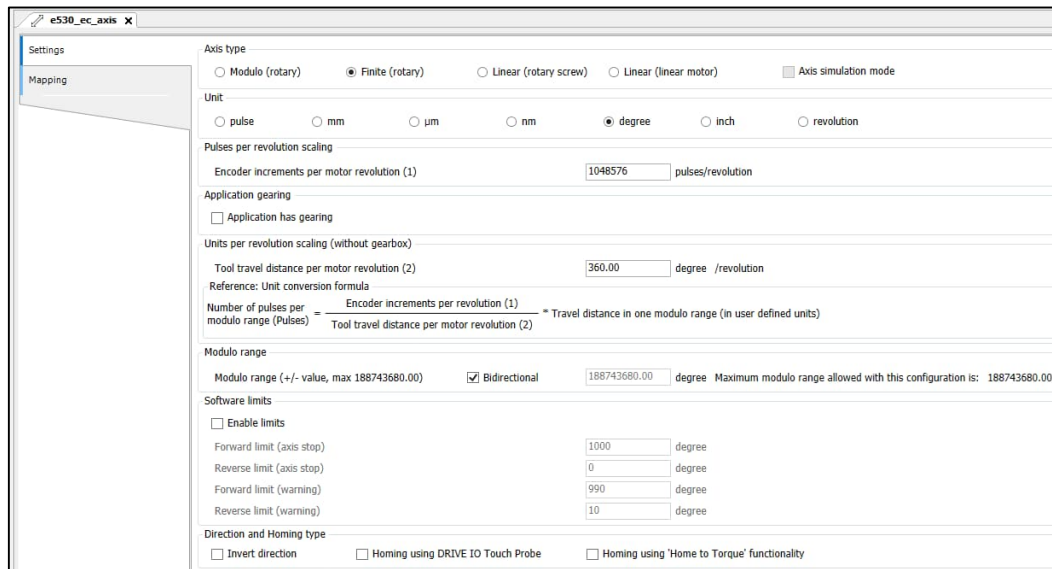 e530_ec_axis x
Settings
Mapping
Axis type
Modulo (rotary) Finite (rotary) Linear (rotary screw) Linear (linear motor) Axis simulation mode
Unit
pulse mm µm nm degree inch revolution
Pulses per revolution scaling
Encoder increments per motor revolution (1) 1048576 pulses/revolution
Application gearing
Application has gearing
Units per revolution scaling (without gearbox)
Tool travel distance per motor revolution (2) 360.00 degree /revolution
Reference: Unit conversion formula
Number of pulses per modulo range (Pulses) = Encoder increments per revolution (1) / Tool travel distance per motor revolution (2) * Travel distance in one modulo range (in user defined units)
Modulo range
Modulo range (+/- value, max 188743680.00) Bidirectional 188743680.00 degree Maximum modulo range allowed with this configuration is: 188743680.00
Software limits
Enable limits
Forward limit (axis stop) 1000 degree
Reverse limit (axis stop) 0 degree
Forward limit (warning) 990 degree
Reverse limit (warning) 10 degree
Direction and Homing type
Invert direction Homing using DRIVE IO Touch Probe Homing using 'Home to Torque' functionality